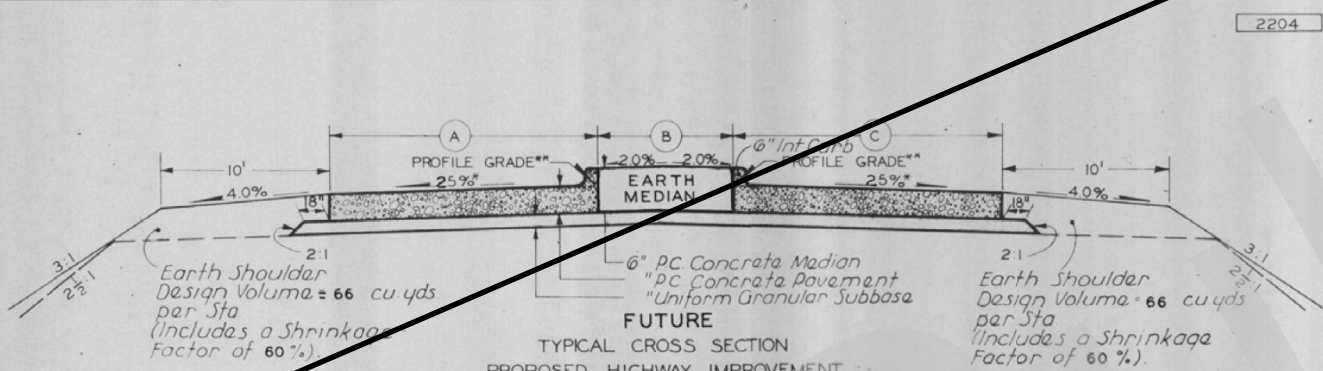 2204
A
B
C
6" Int Curb
PROFILE GRADE**
2.0% 2.0%
PROFILE GRADE**
10'
10'
4.0%
25%*
EARTH
MEDIAN
25%*
4.0%
18"
18"
2:1
2:1
3:1
2½:1
3:1
2½:1
Earth Shoulder
Design Volume = 66 cu.yds.
per Sta
(Includes a Shrinkage
Factor of 60%).
6" P.C. Concrete Median
" P.C. Concrete Pavement
" Uniform Granular Subbase
Earth Shoulder
Design Volume = 66 cu.yds.
per Sta
(Includes a Shrinkage
Factor of 60%).
FUTURE
TYPICAL CROSS SECTION
PROPOSED HIGHWAY IMPROVEMENT